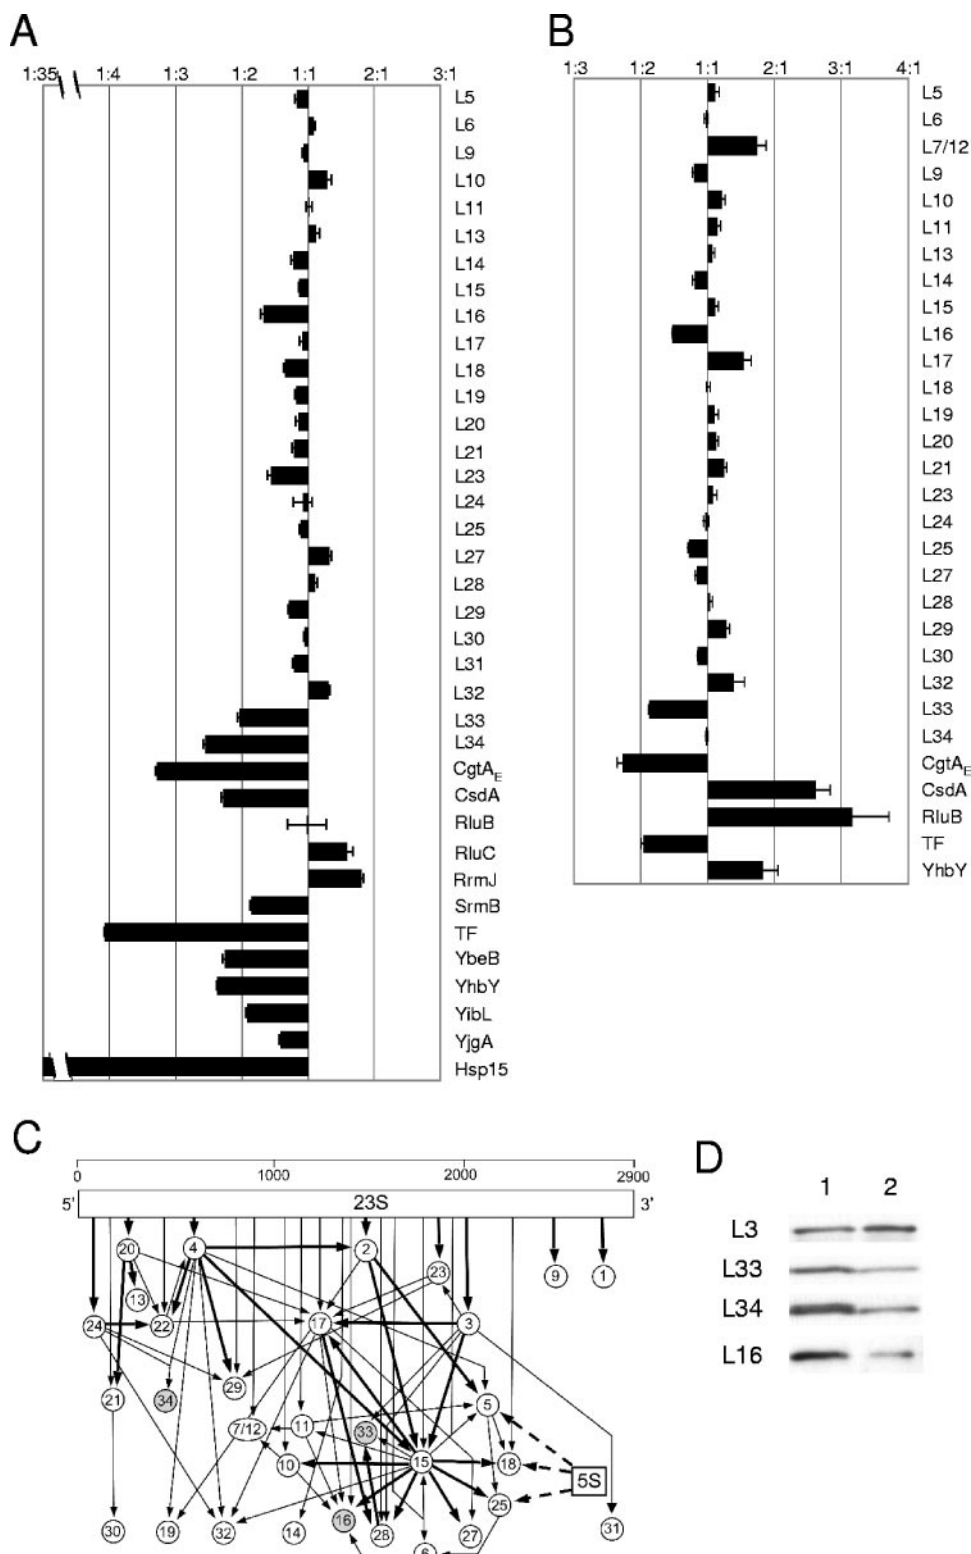 A
1:35 1:4 1:3 1:2 1:1 2:1 3:1
L5
L6
L9
L10
L11
L13
L14
L15
L16
L17
L18
L19
L20
L21
L23
L24
L25
L27
L28
L29
L30
L31
L32
L33
L34
CgtAE
CsdA
RluB
RluC
RrmJ
SrmB
TF
YbeB
YhbY
YibL
YjgA
Hsp15
B
1:3 1:2 1:1 2:1 3:1 4:1
L5
L6
L7/12
L9
L10
L11
L13
L14
L15
L16
L17
L18
L19
L20
L21
L23
L24
L25
L27
L28
L29
L30
L32
L33
L34
CgtAE
CsdA
RluB
TF
YhbY
C
0 1000 2000 2900
5' 23S 3'
20 4 2 23 9 1
13
24 22 17 3
21 34 29 5
7/12 11 33
10 15 18 5S
25
30 19 32 14 16 28 27 31
D
1 2
L3
L33
L34
L16